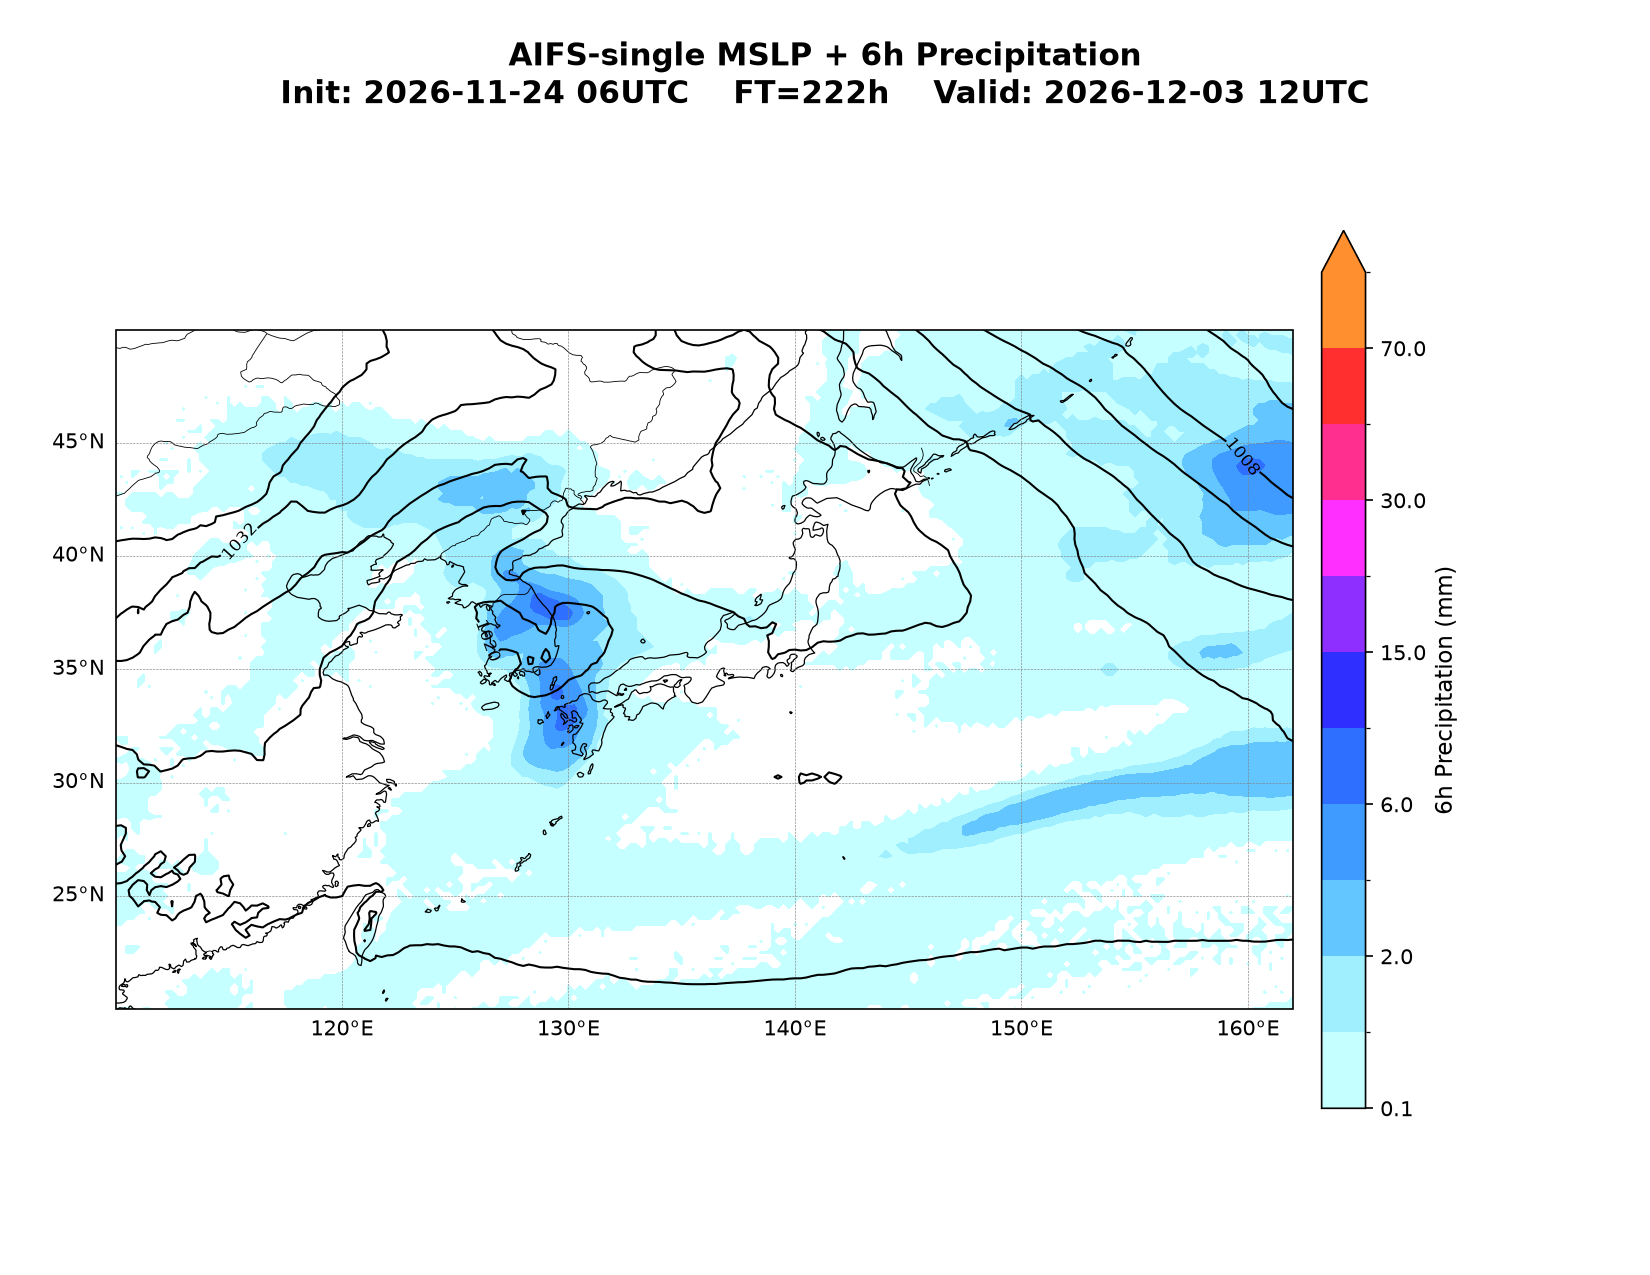 AIFS-single MSLP + 6h Precipitation
Init: 2026-11-24 06UTC    FT=222h    Valid: 2026-12-03 12UTC
70.0
30.0
15.0
6.0
2.0
0.1
6h Precipitation (mm)
45°N
40°N
35°N
30°N
25°N
1008
1032
1020
120°E
130°E
140°E
150°E
160°E